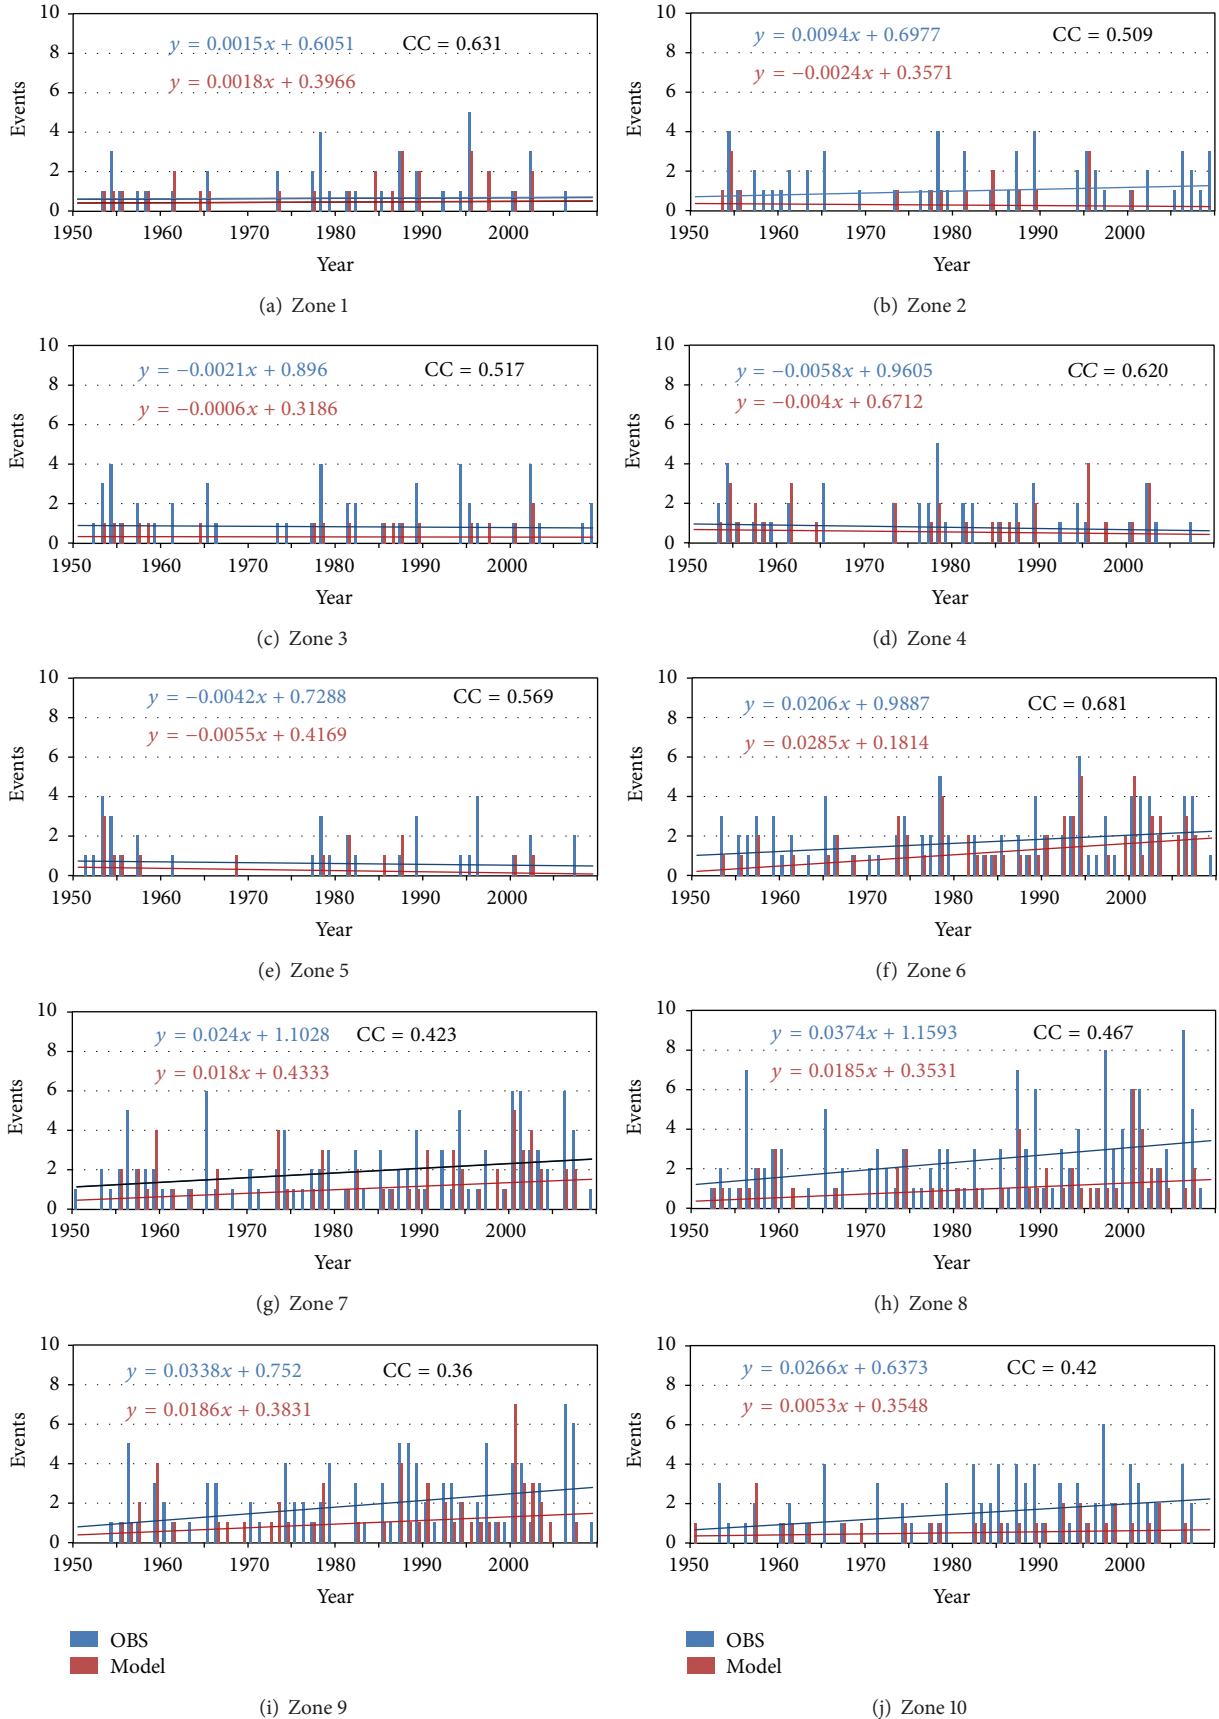 10
8
6
4
2
0
Events
y = 0.0015x + 0.6051
CC = 0.631
y = 0.0018x + 0.3966
1950 1960 1970 1980 1990 2000
Year
(a) Zone 1
10
8
6
4
2
0
Events
y = 0.0094x + 0.6977
CC = 0.509
y = −0.0024x + 0.3571
1950 1960 1970 1980 1990 2000
Year
(b) Zone 2
10
8
6
4
2
0
Events
y = −0.0021x + 0.896
CC = 0.517
y = −0.0006x + 0.3186
1950 1960 1970 1980 1990 2000
Year
(c) Zone 3
10
8
6
4
2
0
Events
y = −0.0058x + 0.9605
CC = 0.620
y = −0.004x + 0.6712
1950 1960 1970 1980 1990 2000
Year
(d) Zone 4
10
8
6
4
2
0
Events
y = −0.0042x + 0.7288
CC = 0.569
y = −0.0055x + 0.4169
1950 1960 1970 1980 1990 2000
Year
(e) Zone 5
10
8
6
4
2
0
Events
y = 0.0206x + 0.9887
CC = 0.681
y = 0.0285x + 0.1814
1950 1960 1970 1980 1990 2000
Year
(f) Zone 6
10
8
6
4
2
0
Events
y = 0.024x + 1.1028
CC = 0.423
y = 0.018x + 0.4333
1950 1960 1970 1980 1990 2000
Year
(g) Zone 7
10
8
6
4
2
0
Events
y = 0.0374x + 1.1593
CC = 0.467
y = 0.0185x + 0.3531
1950 1960 1970 1980 1990 2000
Year
(h) Zone 8
10
8
6
4
2
0
Events
y = 0.0338x + 0.752
CC = 0.36
y = 0.0186x + 0.3831
1950 1960 1970 1980 1990 2000
Year
OBS
Model
(i) Zone 9
10
8
6
4
2
0
Events
y = 0.0266x + 0.6373
CC = 0.42
y = 0.0053x + 0.3548
1950 1960 1970 1980 1990 2000
Year
OBS
Model
(j) Zone 10